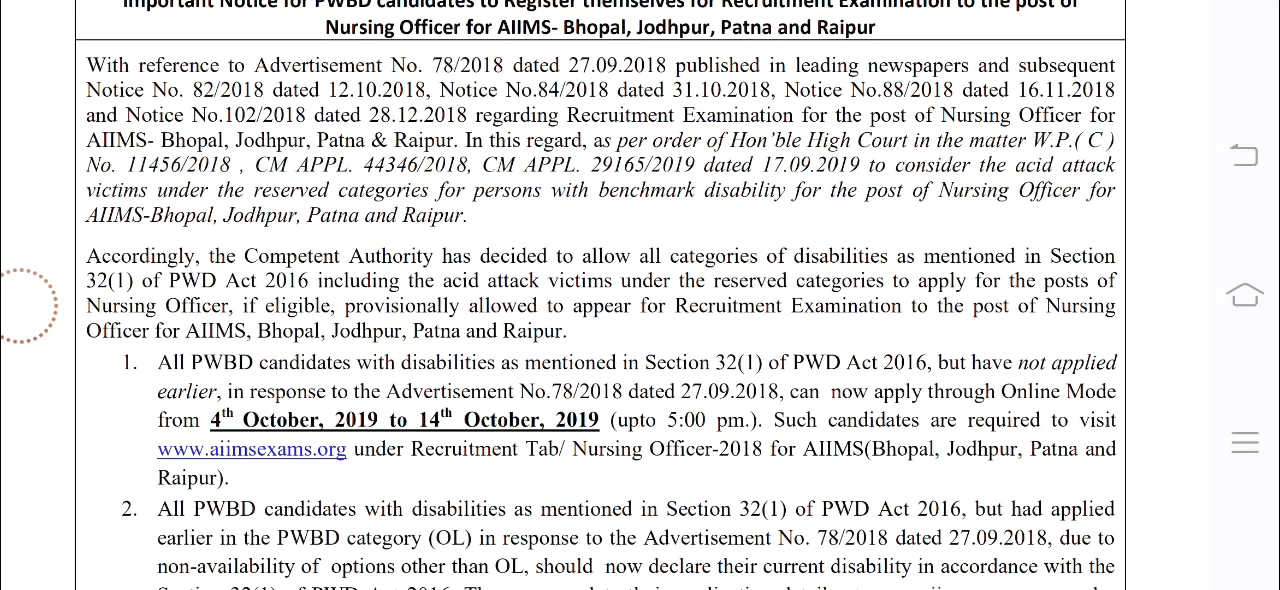 Important Notice for PWBD candidates to Register themselves for Recruitment Examination to the post of
Nursing Officer for AIIMS- Bhopal, Jodhpur, Patna and Raipur
With reference to Advertisement No. 78/2018 dated 27.09.2018 published in leading newspapers and subsequent
Notice No. 82/2018 dated 12.10.2018, Notice No.84/2018 dated 31.10.2018, Notice No.88/2018 dated 16.11.2018
and Notice No.102/2018 dated 28.12.2018 regarding Recruitment Examination for the post of Nursing Officer for
AIIMS- Bhopal, Jodhpur, Patna & Raipur. In this regard, as per order of Hon'ble High Court in the matter W.P.( C )
No. 11456/2018 , CM APPL. 44346/2018, CM APPL. 29165/2019 dated 17.09.2019 to consider the acid attack
victims under the reserved categories for persons with benchmark disability for the post of Nursing Officer for
AIIMS-Bhopal, Jodhpur, Patna and Raipur.
Accordingly, the Competent Authority has decided to allow all categories of disabilities as mentioned in Section
32(1) of PWD Act 2016 including the acid attack victims under the reserved categories to apply for the posts of
Nursing Officer, if eligible, provisionally allowed to appear for Recruitment Examination to the post of Nursing
Officer for AIIMS, Bhopal, Jodhpur, Patna and Raipur.
1. All PWBD candidates with disabilities as mentioned in Section 32(1) of PWD Act 2016, but have not applied
earlier, in response to the Advertisement No.78/2018 dated 27.09.2018, can now apply through Online Mode
from 4th October, 2019 to 14th October, 2019 (upto 5:00 pm.). Such candidates are required to visit
www.aiimsexams.org under Recruitment Tab/ Nursing Officer-2018 for AIIMS(Bhopal, Jodhpur, Patna and
Raipur).
2. All PWBD candidates with disabilities as mentioned in Section 32(1) of PWD Act 2016, but had applied
earlier in the PWBD category (OL) in response to the Advertisement No. 78/2018 dated 27.09.2018, due to
non-availability of options other than OL, should now declare their current disability in accordance with the